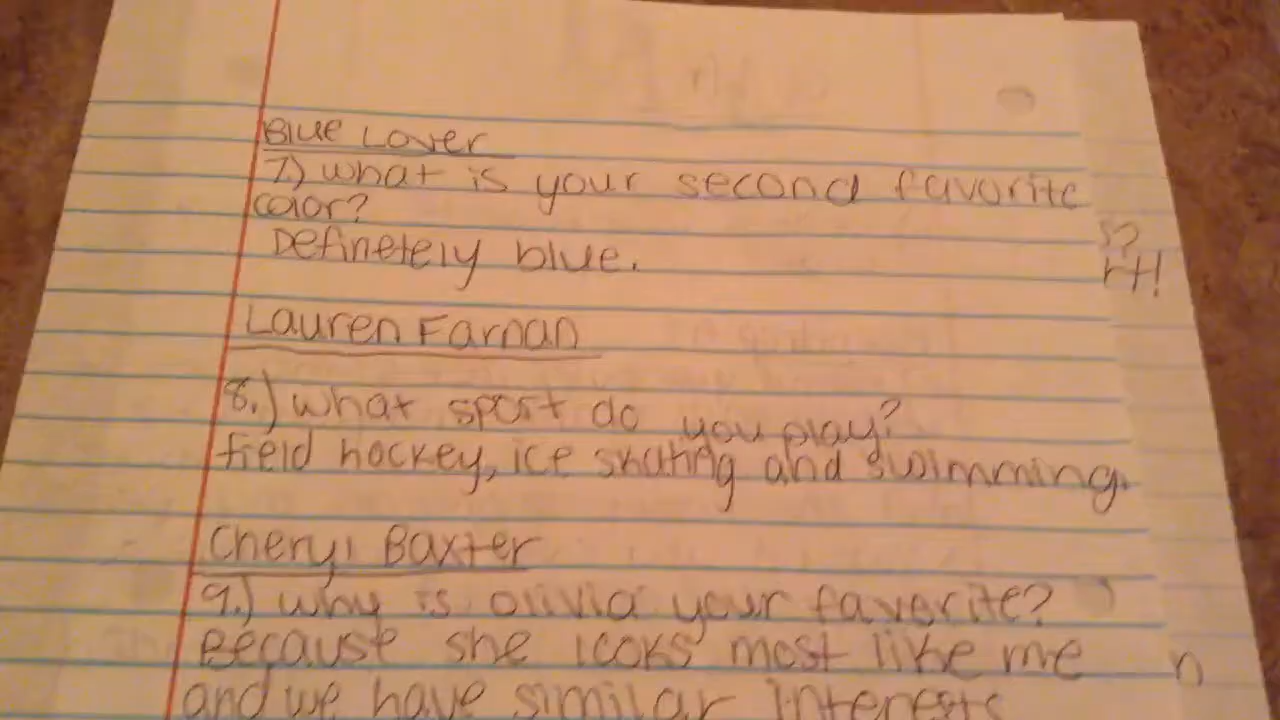 Blue Lover
7.) What is your second favorite
color?
Definetely blue.
s?
rt!
Lauren Farnan
8.) What sport do you play?
field hockey, ice skating and swimming.
Cheryl Baxter
9.) Why is olivia your favorite?
Because she looks most like me
n
and we have similar interests